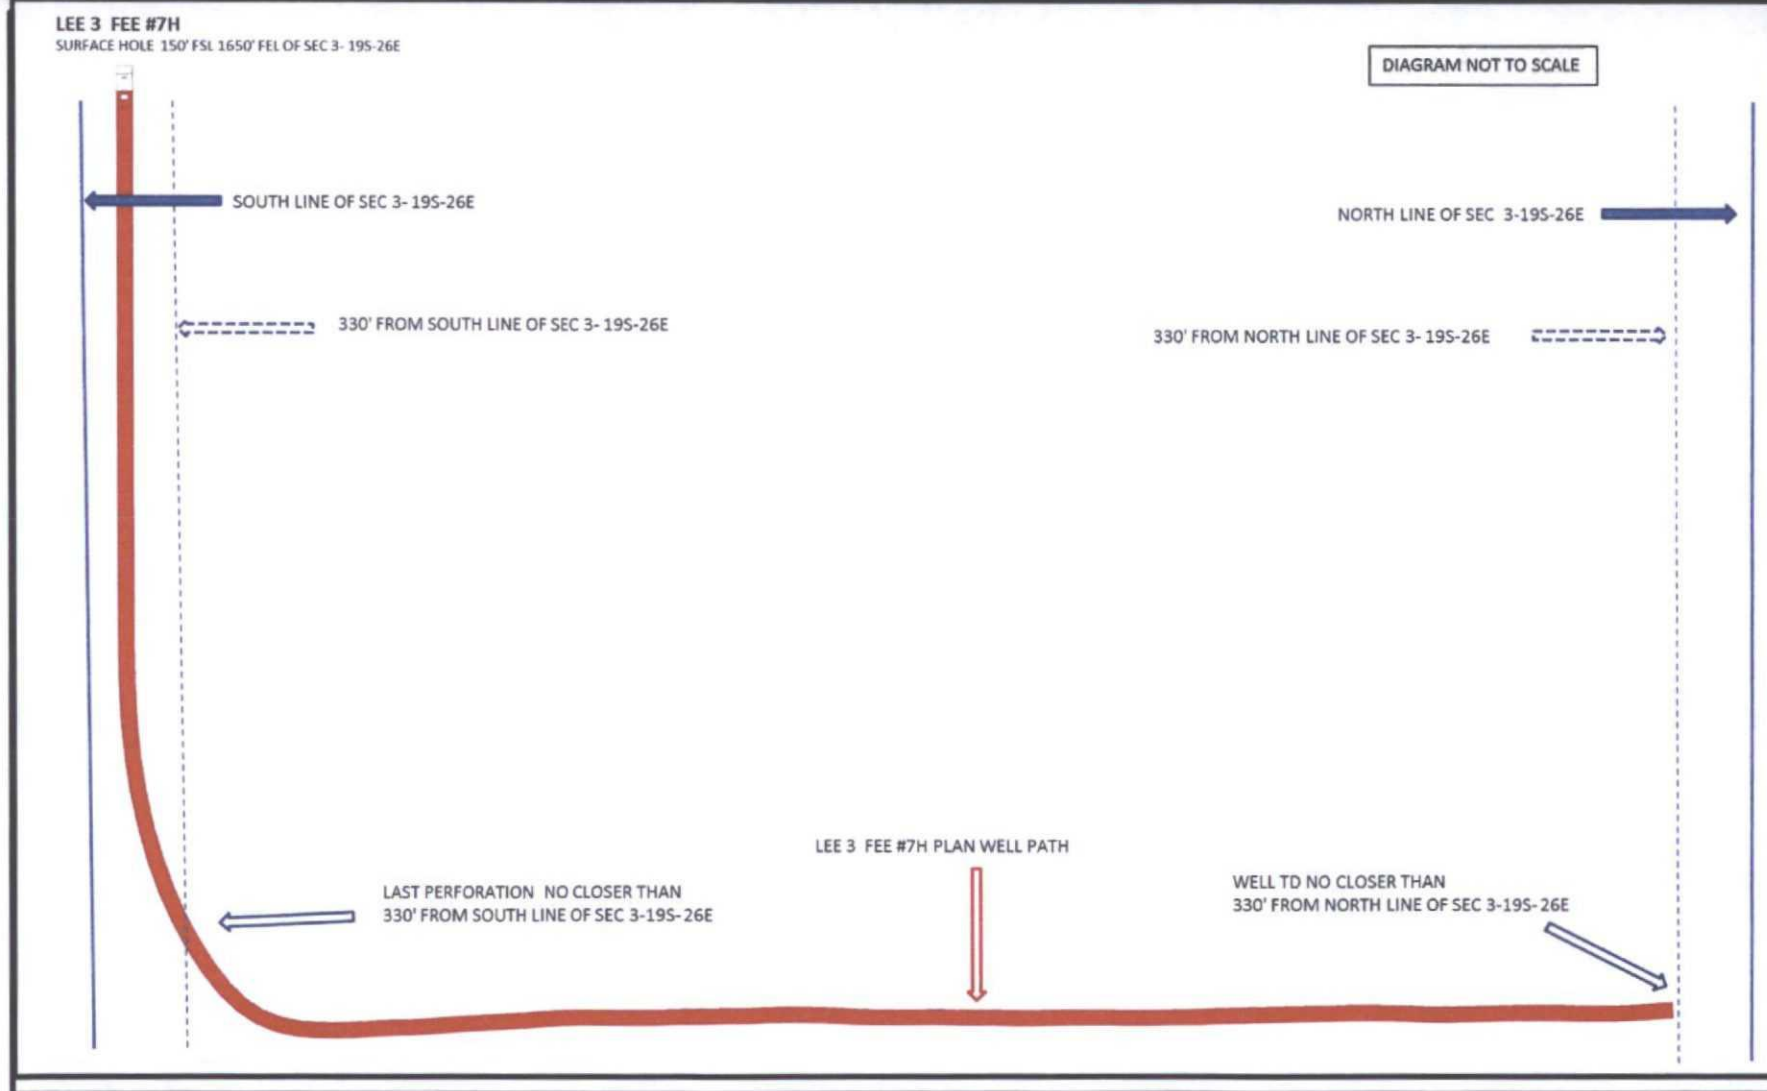 LEE 3 FEE #7H
SURFACE HOLE 150' FSL 1650' FEL OF SEC 3- 19S-26E
DIAGRAM NOT TO SCALE
SOUTH LINE OF SEC 3- 19S-26E
NORTH LINE OF SEC 3-19S-26E
330' FROM SOUTH LINE OF SEC 3- 19S-26E
330' FROM NORTH LINE OF SEC 3- 19S-26E
LEE 3 FEE #7H PLAN WELL PATH
LAST PERFORATION NO CLOSER THAN
330' FROM SOUTH LINE OF SEC 3-19S- 26E
WELL TD NO CLOSER THAN
330' FROM NORTH LINE OF SEC 3-19S- 26E